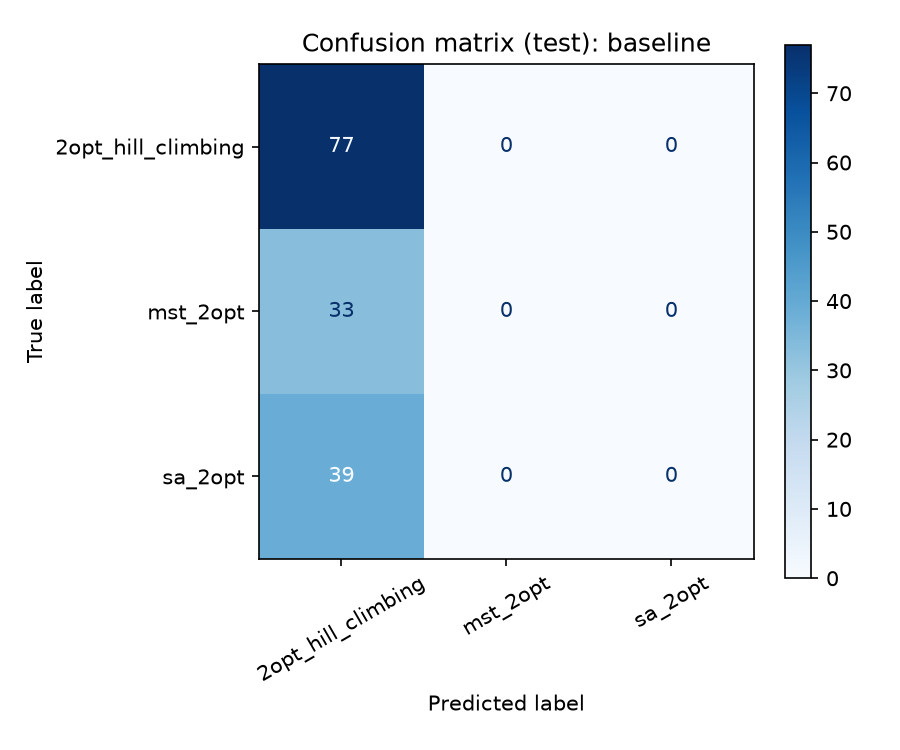 Confusion matrix (test): baseline
True label
2opt_hill_climbing
77
0
0
mst_2opt
33
0
0
sa_2opt
39
0
0
2opt_hill_climbing
mst_2opt
sa_2opt
Predicted label
70
60
50
40
30
20
10
0